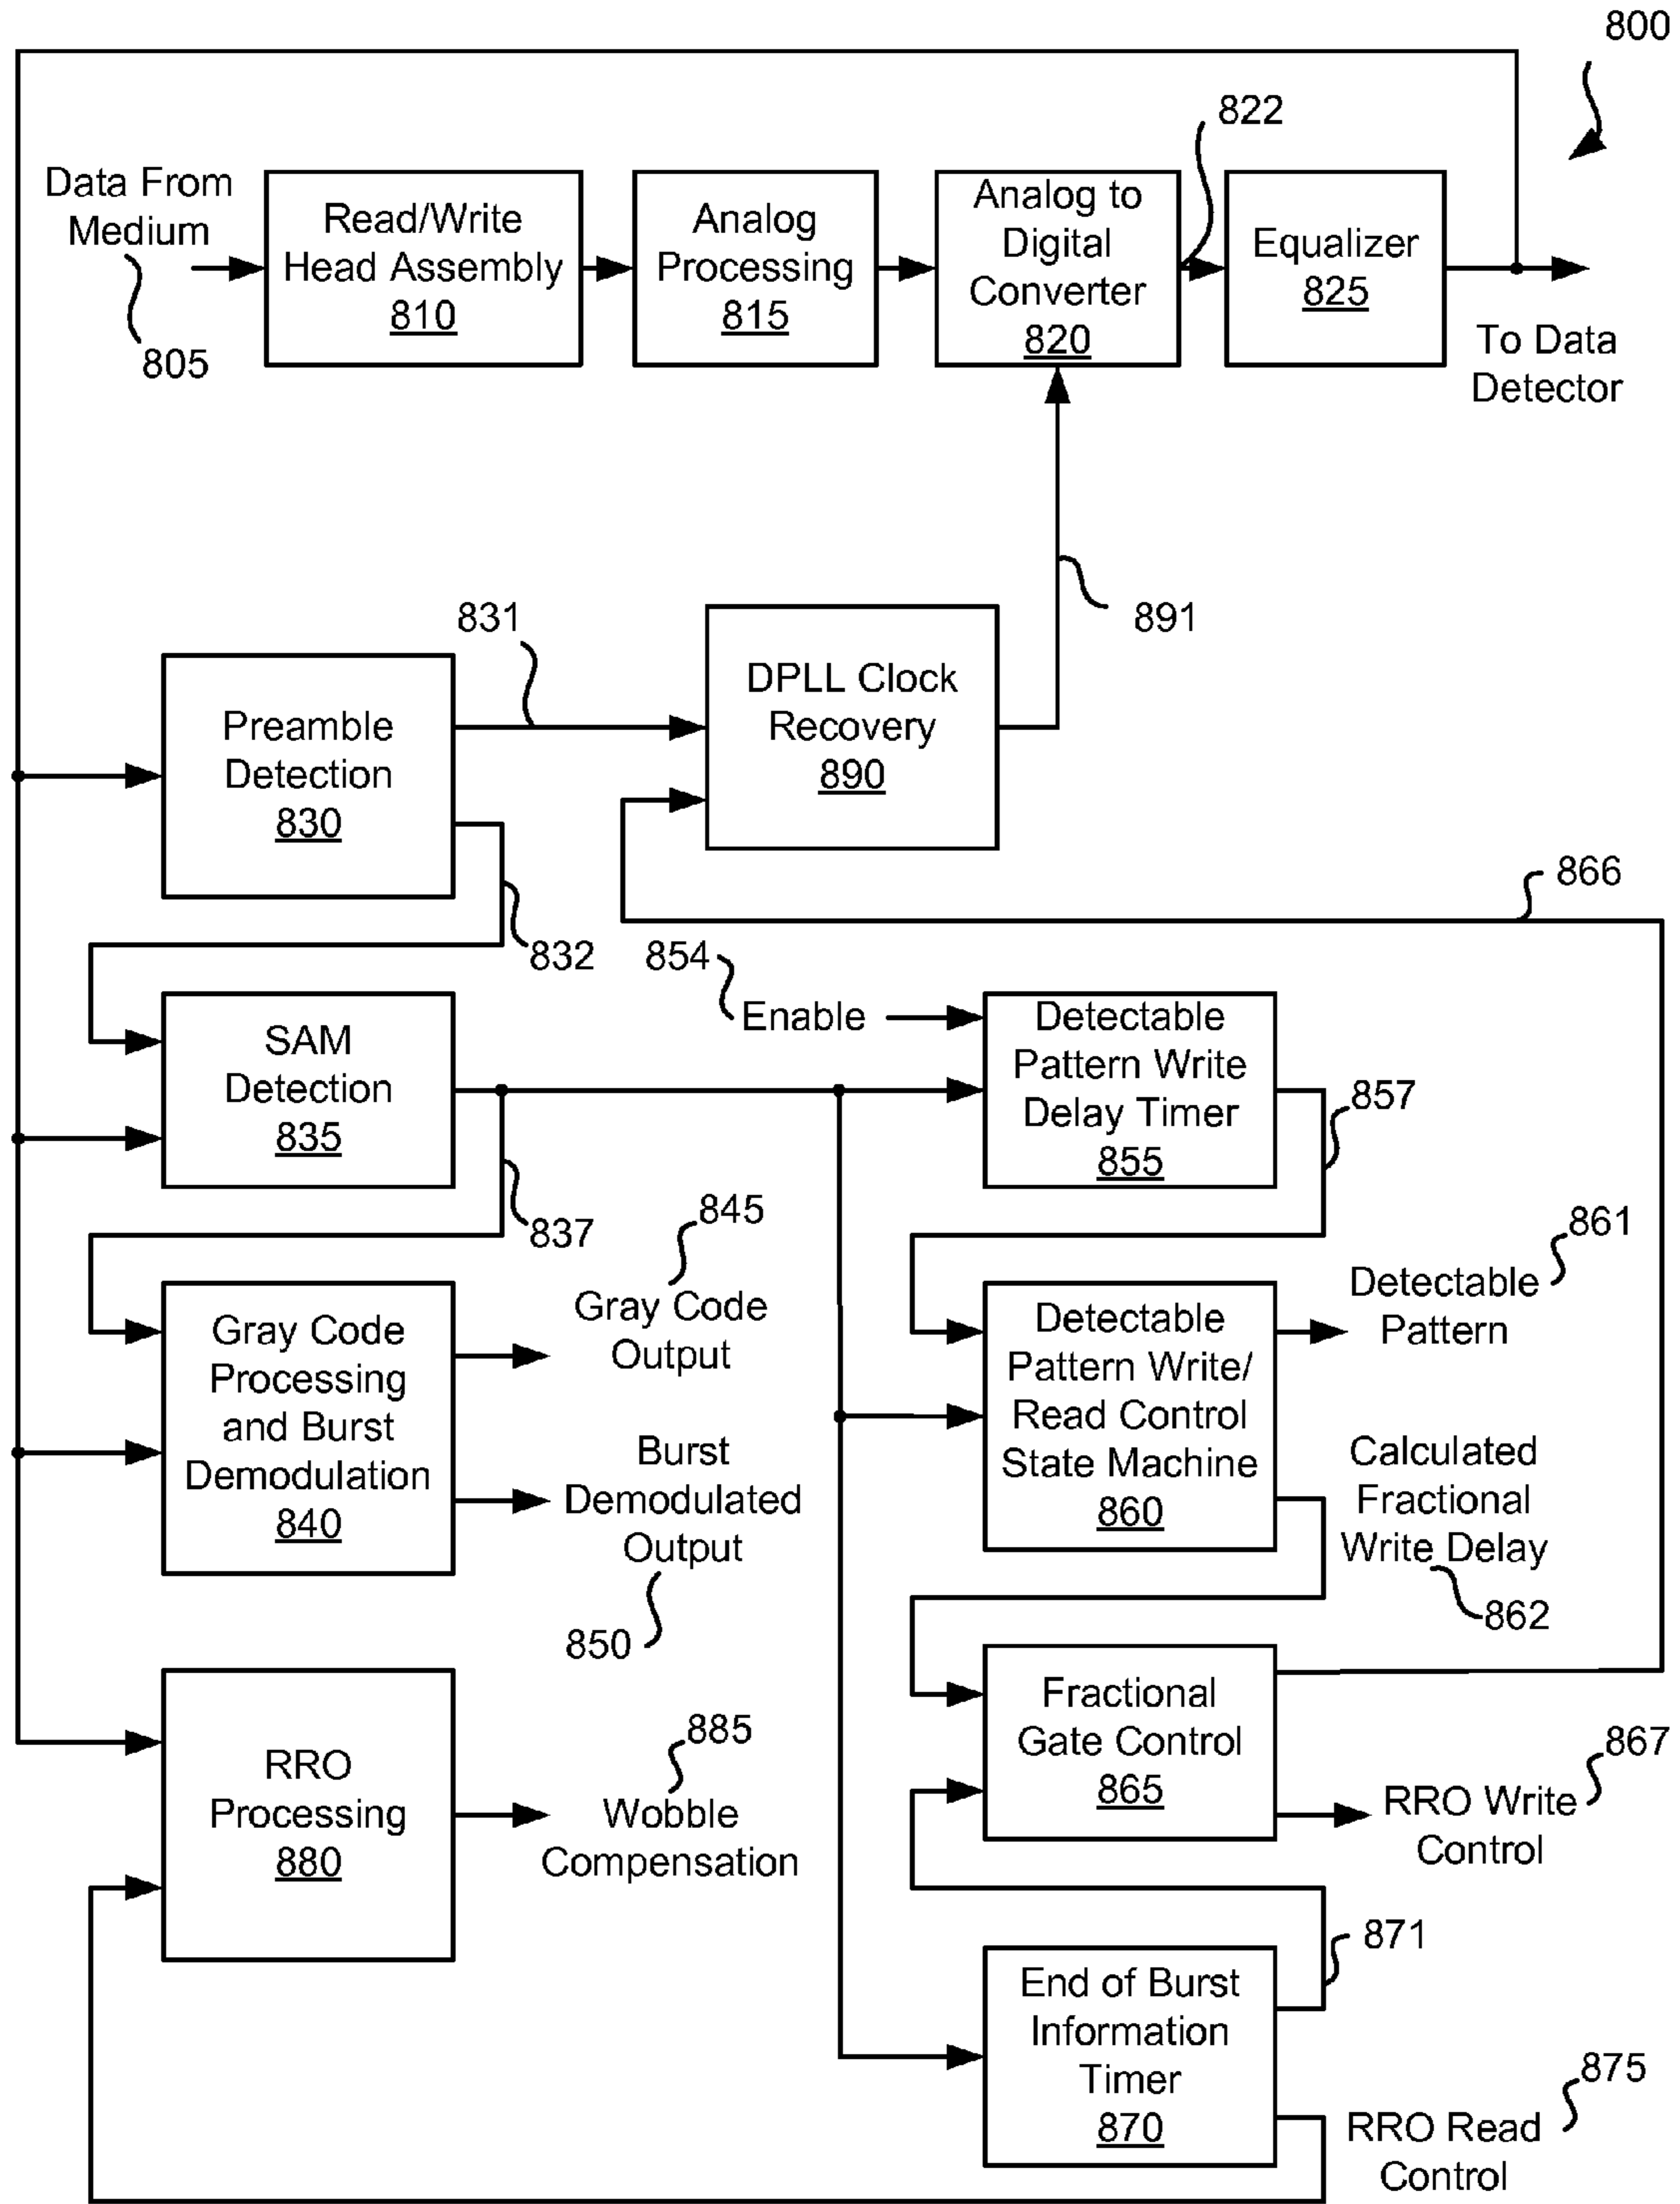 800
822
Data From
Medium
805
Read/Write
Head Assembly
810
Analog
Processing
815
Analog to
Digital
Converter
820
Equalizer
825
To Data
Detector
831
891
Preamble
Detection
830
DPLL Clock
Recovery
890
866
832
854
Enable
SAM
Detection
835
Detectable
Pattern Write
Delay Timer
855
857
837
845
Gray Code
Output
861
Detectable
Pattern
Gray Code
Processing
and Burst
Demodulation
840
Burst
Demodulated
Output
850
Detectable
Pattern Write/
Read Control
State Machine
860
Calculated
Fractional
Write Delay
862
Fractional
Gate Control
865
867
RRO Write
Control
RRO
Processing
880
885
Wobble
Compensation
871
End of Burst
Information
Timer
870
875
RRO Read
Control